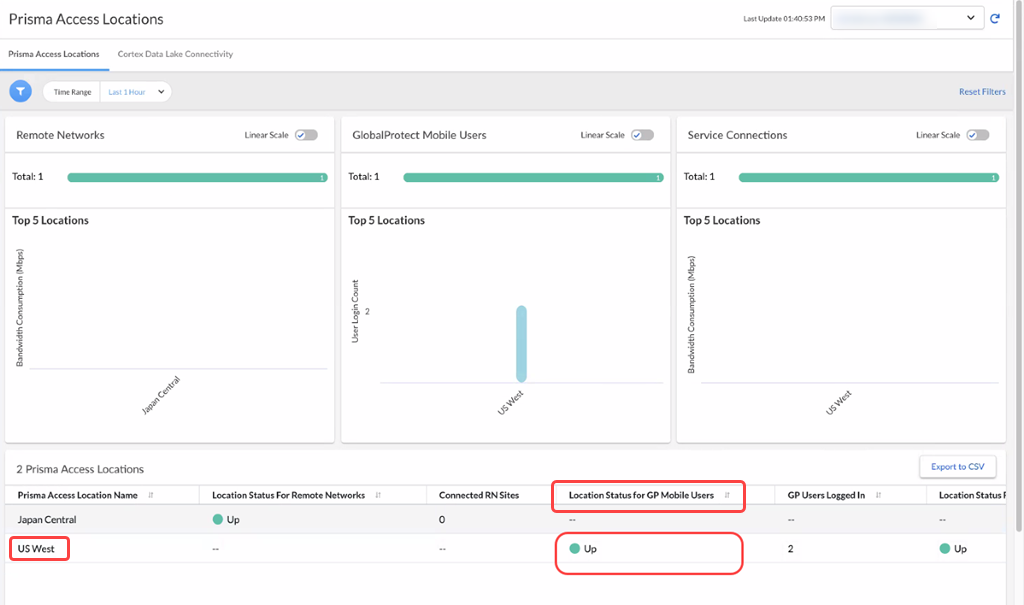 Prisma Access Locations
Last Update 01:40:53 PM
Prisma Access Locations Cortex Data Lake Connectivity
Time Range Last 1 Hour Reset Filters
Remote Networks Linear Scale
Total: 1 1
Top 5 Locations
Bandwidth Consumption (Mbps)
Japan Central
GlobalProtect Mobile Users Linear Scale
Total: 1 1
Top 5 Locations
User Login Count
2
US West
Service Connections Linear Scale
Total: 1 1
Top 5 Locations
Bandwidth Consumption (Mbps)
US West
2 Prisma Access Locations Export to CSV
Prisma Access Location Name Location Status For Remote Networks Connected RN Sites Location Status for GP Mobile Users GP Users Logged In Location Status
Japan Central Up 0 -- -- --
US West -- -- Up 2 Up